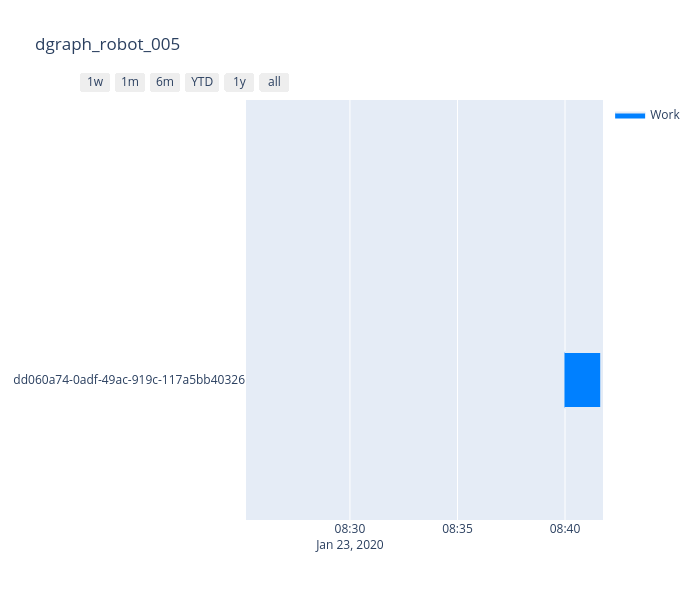 dgraph_robot_005
1w 1m 6m YTD 1y all
Work
dd060a74-0adf-49ac-919c-117a5bb40326
08:30 08:35 08:40
Jan 23, 2020